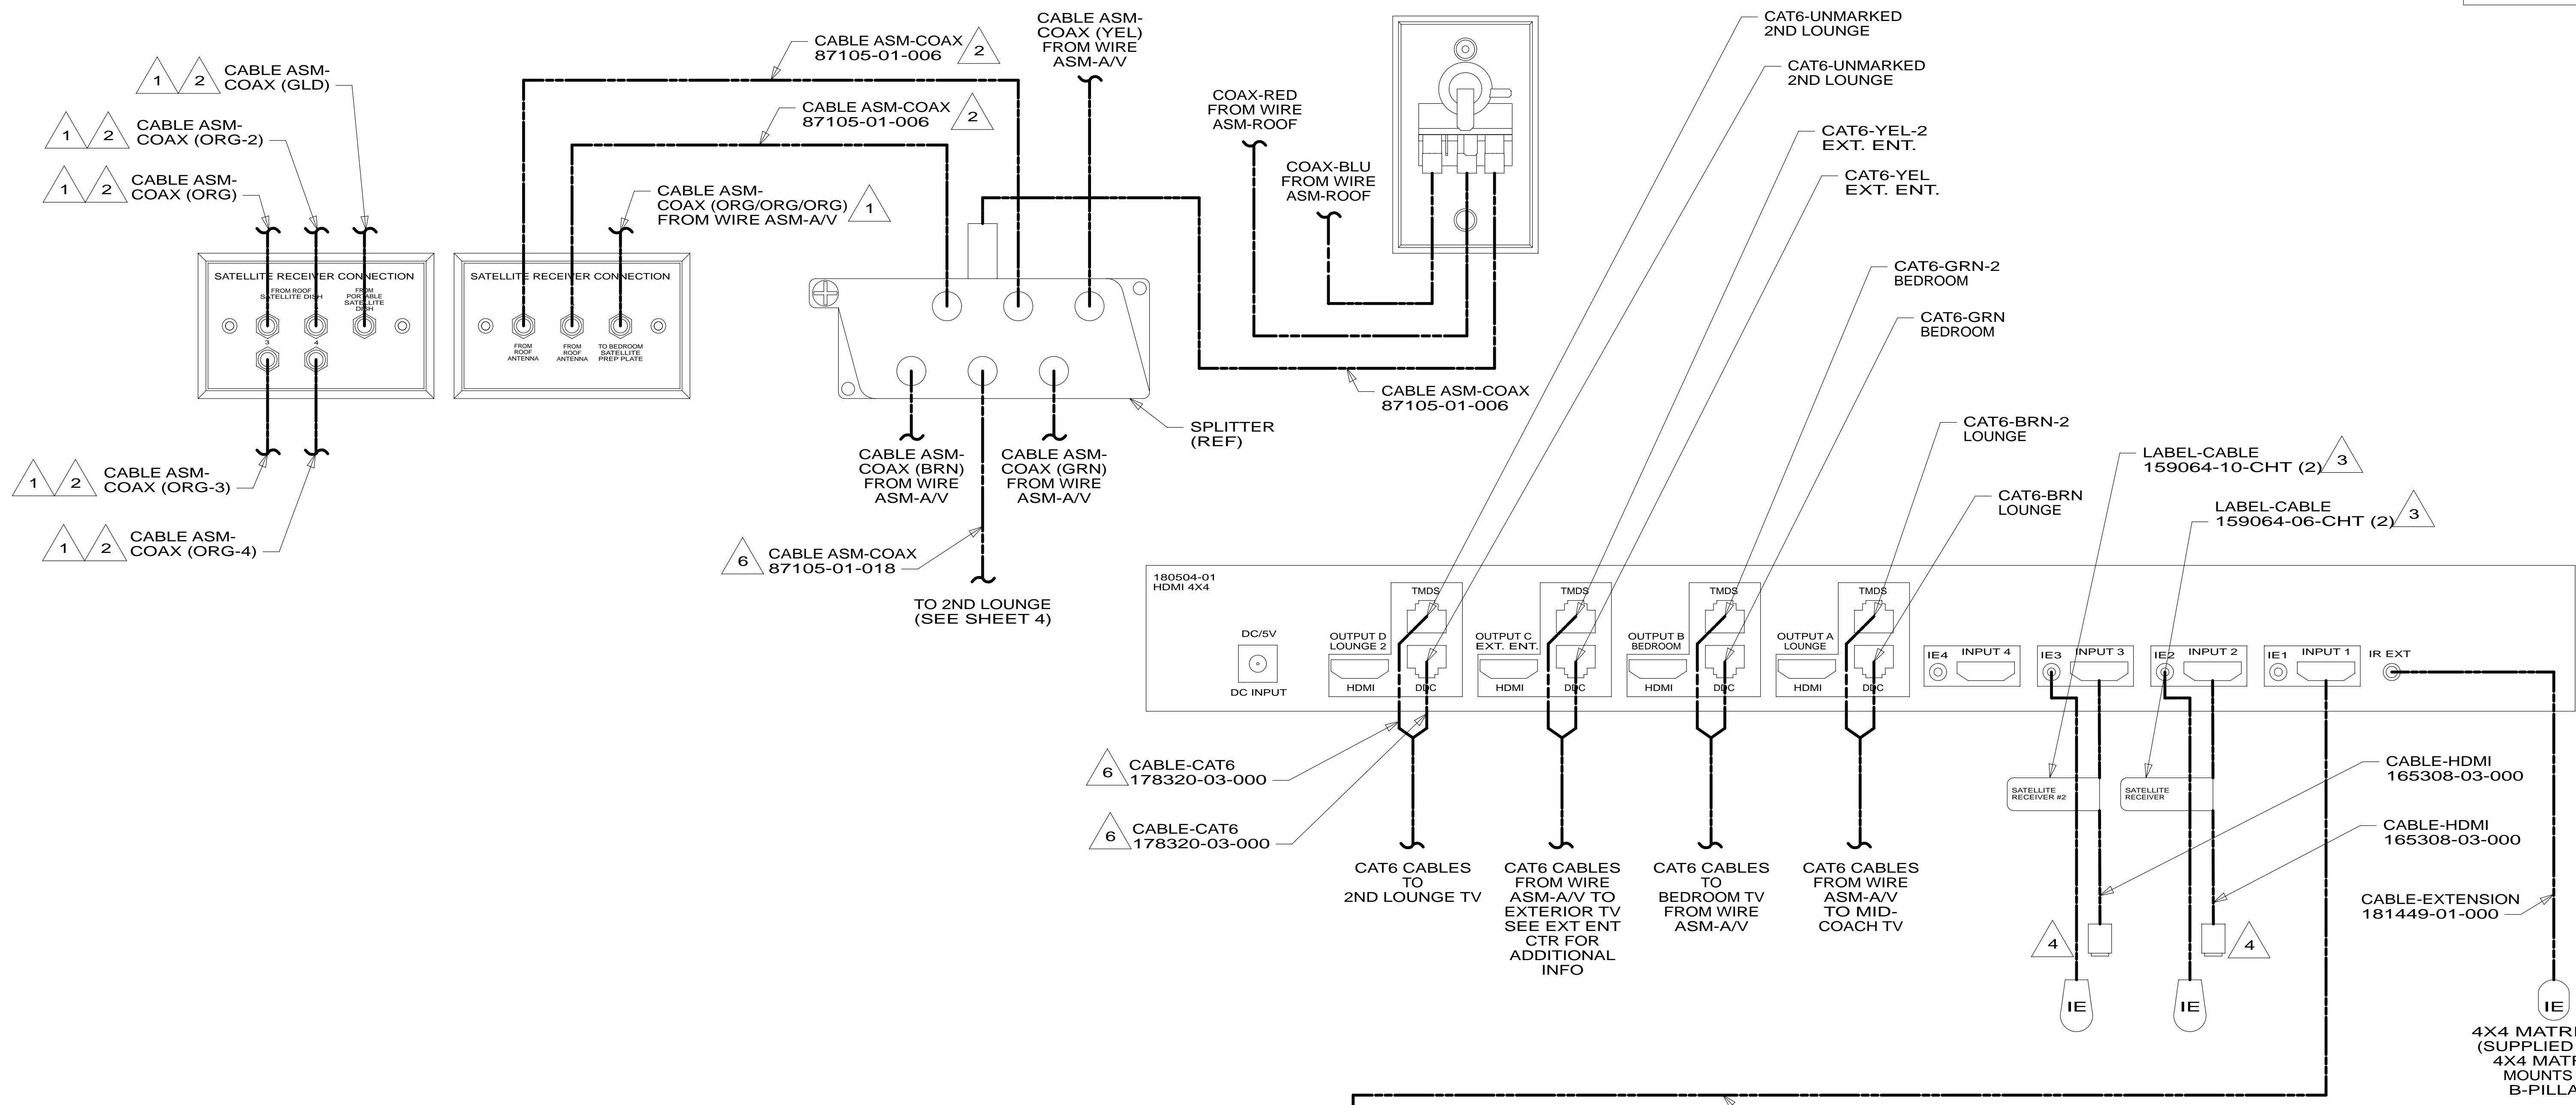 1 2 CABLE ASM-
COAX (GLD)
1 2 CABLE ASM-
COAX (ORG-2)
1 2 CABLE ASM-
COAX (ORG)
SATELLITE RECEIVER CONNECTION
FROM ROOF
SATELLITE DISH
FROM
PORTABLE
SATELLITE
DISH
3 4
1 2 CABLE ASM-
COAX (ORG-3)
1 2 CABLE ASM-
COAX (ORG-4)
CABLE ASM-COAX
87105-01-006
2
CABLE ASM-COAX
87105-01-006
2
CABLE ASM-
COAX (ORG/ORG/ORG)
FROM WIRE ASM-A/V
1
SATELLITE RECEIVER CONNECTION
FROM
ROOF
ANTENNA
FROM
ROOF
ANTENNA
TO BEDROOM
SATELLITE
PREP PLATE
CABLE ASM-
COAX (YEL)
FROM WIRE
ASM-A/V
COAX-RED
FROM WIRE
ASM-ROOF
COAX-BLU
FROM WIRE
ASM-ROOF
CABLE ASM-COAX
87105-01-006
SPLITTER
(REF)
CABLE ASM-
COAX (BRN)
FROM WIRE
ASM-A/V
CABLE ASM-
COAX (GRN)
FROM WIRE
ASM-A/V
6 CABLE ASM-COAX
87105-01-018
TO 2ND LOUNGE
(SEE SHEET 4)
CAT6-UNMARKED
2ND LOUNGE
CAT6-UNMARKED
2ND LOUNGE
CAT6-YEL-2
EXT. ENT.
CAT6-YEL
EXT. ENT.
CAT6-GRN-2
BEDROOM
CAT6-GRN
BEDROOM
CAT6-BRN-2
LOUNGE
CAT6-BRN
LOUNGE
LABEL-CABLE
159064-10-CHT (2)
3
LABEL-CABLE
159064-06-CHT (2)
3
180504-01
HDMI 4X4
DC/5V
DC INPUT
TMDS
OUTPUT D
LOUNGE 2
HDMI
DDC
TMDS
OUTPUT C
EXT. ENT.
HDMI
DDC
TMDS
OUTPUT B
BEDROOM
HDMI
DDC
TMDS
OUTPUT A
LOUNGE
HDMI
DDC
IE4 INPUT 4
IE3 INPUT 3
IE2 INPUT 2
IE1 INPUT 1
IR EXT
6 CABLE-CAT6
178320-03-000
6 CABLE-CAT6
178320-03-000
CAT6 CABLES
TO
2ND LOUNGE TV
CAT6 CABLES
FROM WIRE
ASM-A/V TO
EXTERIOR TV
SEE EXT ENT
CTR FOR
ADDITIONAL
INFO
CAT6 CABLES
TO
BEDROOM TV
FROM WIRE
ASM-A/V
CAT6 CABLES
FROM WIRE
ASM-A/V
TO MID-
COACH TV
SATELLITE
RECEIVER #2
SATELLITE
RECEIVER
CABLE-HDMI
165308-03-000
CABLE-HDMI
165308-03-000
CABLE-EXTENSION
181449-01-000
4
4
IE
IE
IE
4X4
(SUPPLIED
4X4
MOUNTS